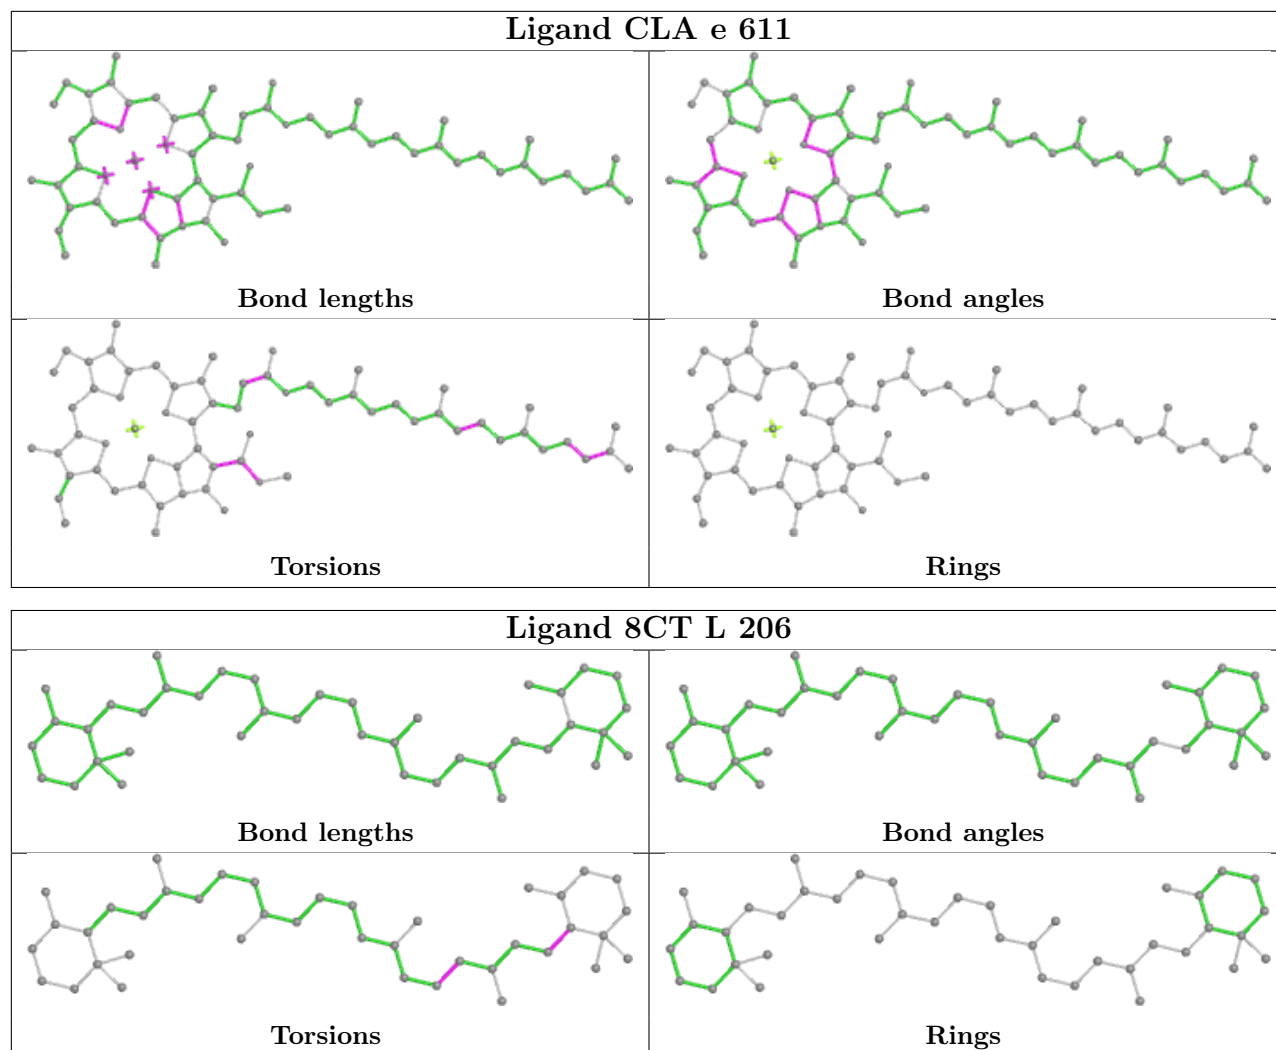 Ligand CLA e 611
Bond lengths
Bond angles
Torsions
Rings
Ligand 8CT L 206
Bond lengths
Bond angles
Torsions
Rings